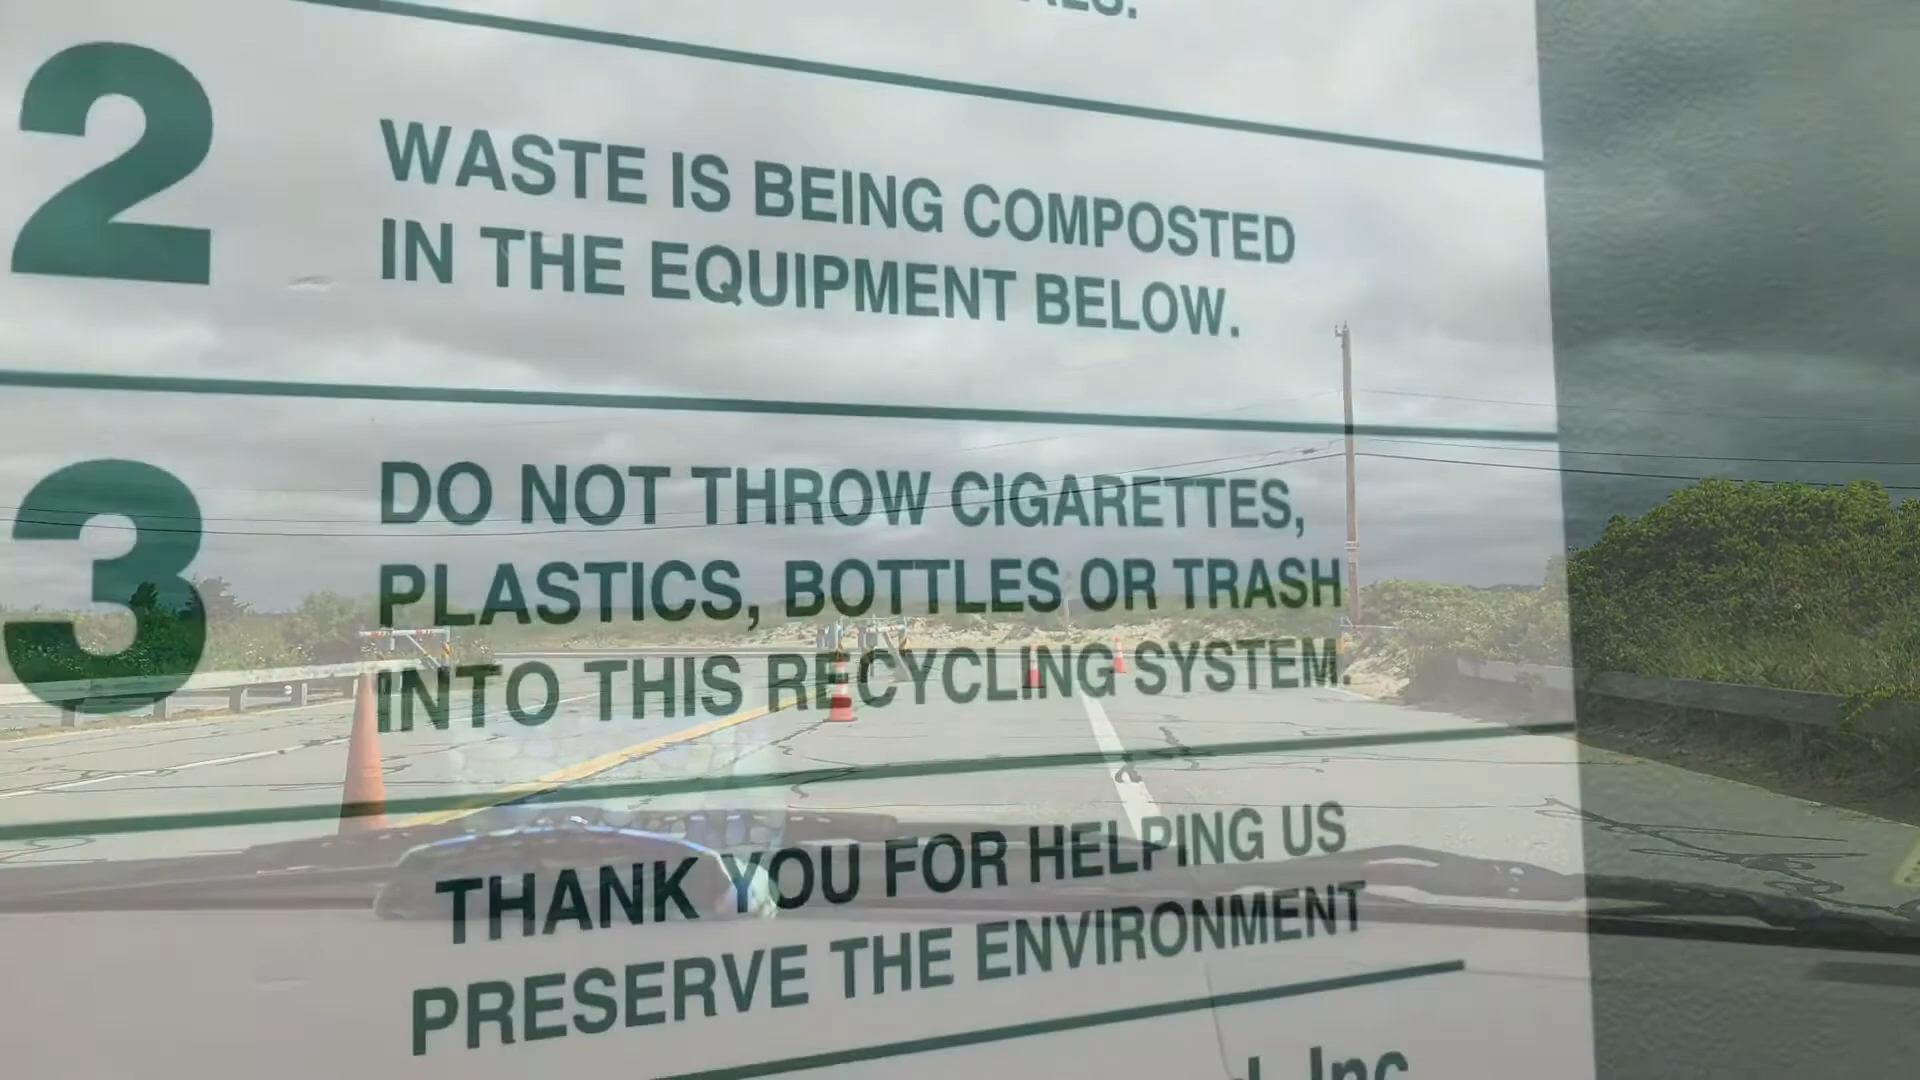 2
WASTE IS BEING COMPOSTED
IN THE EQUIPMENT BELOW.
3
DO NOT THROW CIGARETTES,
PLASTICS, BOTTLES OR TRASH
INTO THIS RECYCLING SYSTEM.
THANK YOU FOR HELPING US
PRESERVE THE ENVIRONMENT
Inc